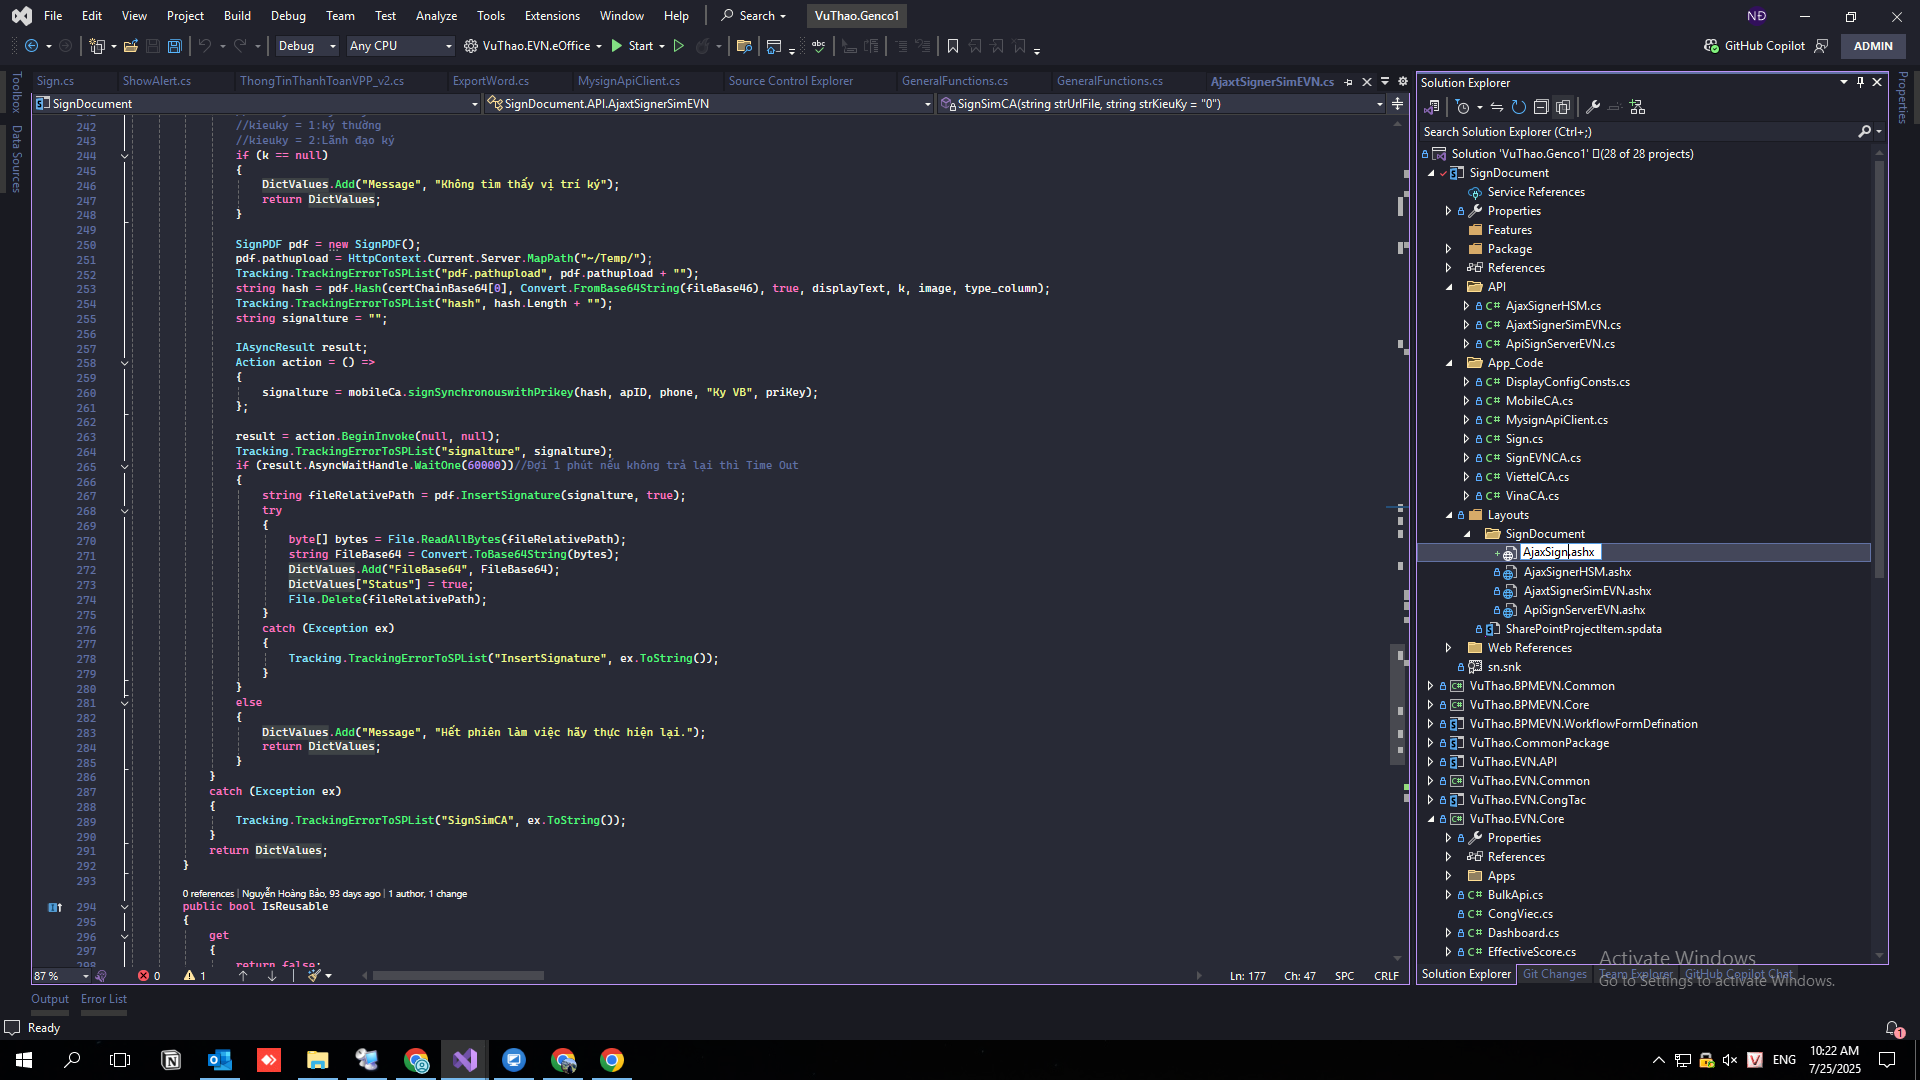 File Edit View Project Build Debug Team Test Analyze Tools Extensions Window Help Search VuThao.Genco1 NĐ
Debug Any CPU VuThao.EVN.eOffice Start GitHub Copilot ADMIN
Toolbox
Data Sources
Sign.cs ShowAlert.cs ThongTinThanhToanVPP_v2.cs ExportWord.cs MysignApiClient.cs Source Control Explorer GeneralFunctions.cs GeneralFunctions.cs AjaxtSignerSimEVN.cs
SignDocument SignDocument.API.AjaxtSignerSimEVN SignSimCA(string strUrlFile, string strKieuKy = "0")
242 //kieuky = 1:ký thường
243 //kieuky = 2:Lãnh đạo ký
244 if (k == null)
245 {
246 DictValues.Add("Message", "Không tìm thấy vị trí ký");
247 return DictValues;
248 }
249
250 SignPDF pdf = new SignPDF();
251 pdf.pathupload = HttpContext.Current.Server.MapPath("~/Temp/");
252 Tracking.TrackingErrorToSPList("pdf.pathupload", pdf.pathupload + "");
253 string hash = pdf.Hash(certChainBase64[0], Convert.FromBase64String(fileBase46), true, displayText, k, image, type_column);
254 Tracking.TrackingErrorToSPList("hash", hash.Length + "");
255 string signalture = "";
256
257 IAsyncResult result;
258 Action action = () =>
259 {
260 signalture = mobileCa.signSynchronouswithPrikey(hash, apID, phone, "Ky VB", priKey);
261 };
262
263 result = action.BeginInvoke(null, null);
264 Tracking.TrackingErrorToSPList("signalture", signalture);
265 if (result.AsyncWaitHandle.WaitOne(60000))//Đợi 1 phút nếu không trả lại thì Time Out
266 {
267 string fileRelativePath = pdf.InsertSignature(signalture, true);
268 try
269 {
270 byte[] bytes = File.ReadAllBytes(fileRelativePath);
271 string FileBase64 = Convert.ToBase64String(bytes);
272 DictValues.Add("FileBase64", FileBase64);
273 DictValues["Status"] = true;
274 File.Delete(fileRelativePath);
275 }
276 catch (Exception ex)
277 {
278 Tracking.TrackingErrorToSPList("InsertSignature", ex.ToString());
279 }
280 }
281 else
282 {
283 DictValues.Add("Message", "Hết phiên làm việc hãy thực hiện lại.");
284 return DictValues;
285 }
286 }
287 catch (Exception ex)
288 {
289 Tracking.TrackingErrorToSPList("SignSimCA", ex.ToString());
290 }
291 return DictValues;
292 }
293
0 references | Nguyễn Hoàng Bảo, 93 days ago | 1 author, 1 change
294 public bool IsReusable
295 {
296 get
297 {
298 return false;
87 % 0 1 Ln: 177 Ch: 47 SPC CRLF
Output Error List
Ready
Solution Explorer
Search Solution Explorer (Ctrl+;)
Solution 'VuThao.Genco1' (28 of 28 projects)
SignDocument
Service References
Properties
Features
Package
References
API
AjaxSignerHSM.cs
AjaxtSignerSimEVN.cs
ApiSignServerEVN.cs
App_Code
DisplayConfigConsts.cs
MobileCA.cs
MysignApiClient.cs
Sign.cs
SignEVNCA.cs
ViettelCA.cs
VinaCA.cs
Layouts
SignDocument
AjaxSign.ashx
AjaxSignerHSM.ashx
AjaxtSignerSimEVN.ashx
ApiSignServerEVN.ashx
SharePointProjectItem.spdata
Web References
sn.snk
VuThao.BPMEVN.Common
VuThao.BPMEVN.Core
VuThao.BPMEVN.WorkflowFormDefination
VuThao.CommonPackage
VuThao.EVN.API
VuThao.EVN.Common
VuThao.EVN.CongTac
VuThao.EVN.Core
Properties
References
Apps
BulkApi.cs
CongViec.cs
Dashboard.cs
EffectiveScore.cs
Solution Explorer Git Changes Team Explorer GitHub Copilot Chat
Properties
Activate Windows
Go to Settings to activate Windows.
1
ENG
10:22 AM
7/25/2025